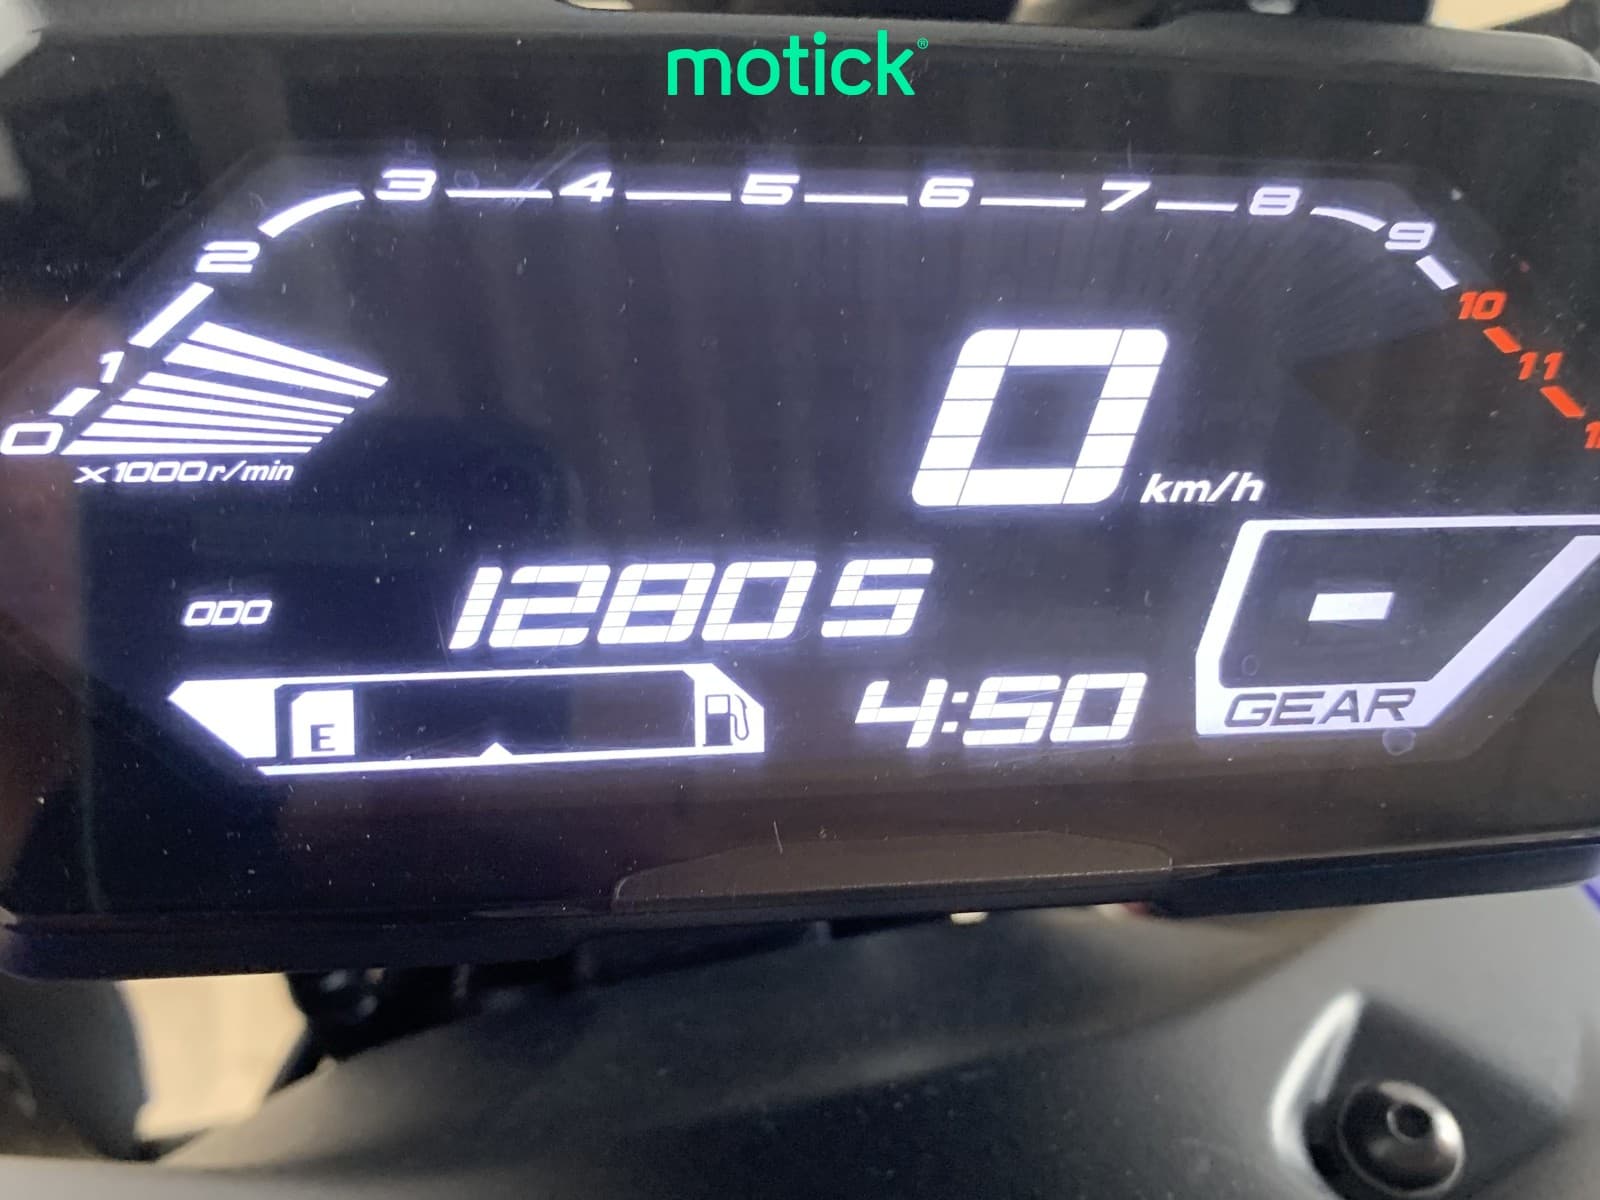 motick®
0 1 2 3 4 5 6 7 8 9 10 11
x1000r/min
0 km/h
ODO 12805
E 4:50
- GEAR